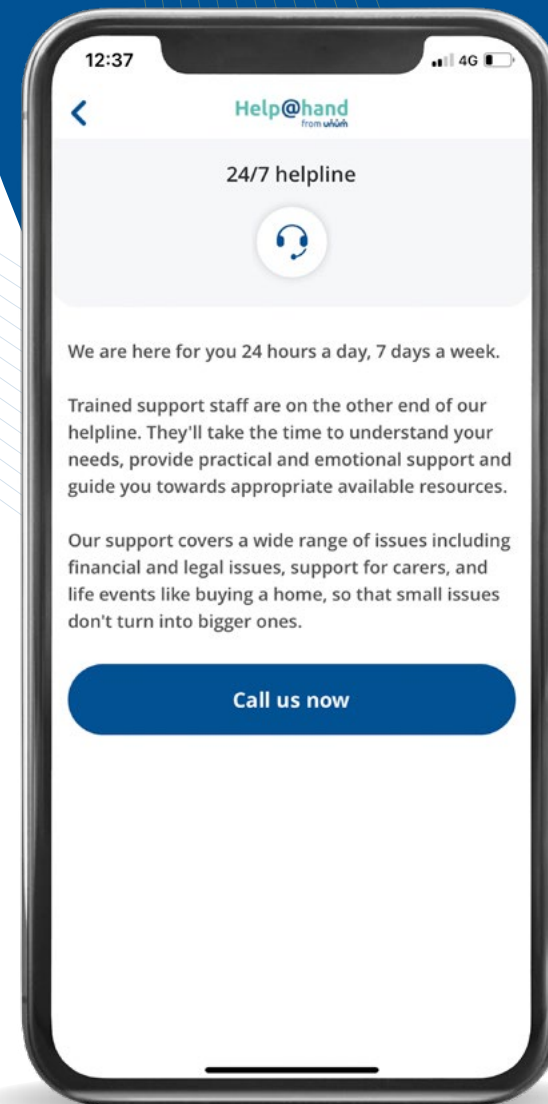 12:37
4G
Help@hand
from unum
24/7 helpline
We are here for you 24 hours a day, 7 days a week.
Trained support staff are on the other end of our
helpline. They'll take the time to understand your
needs, provide practical and emotional support and
guide you towards appropriate available resources.
Our support covers a wide range of issues including
financial and legal issues, support for carers, and
life events like buying a home, so that small issues
don't turn into bigger ones.
Call us now